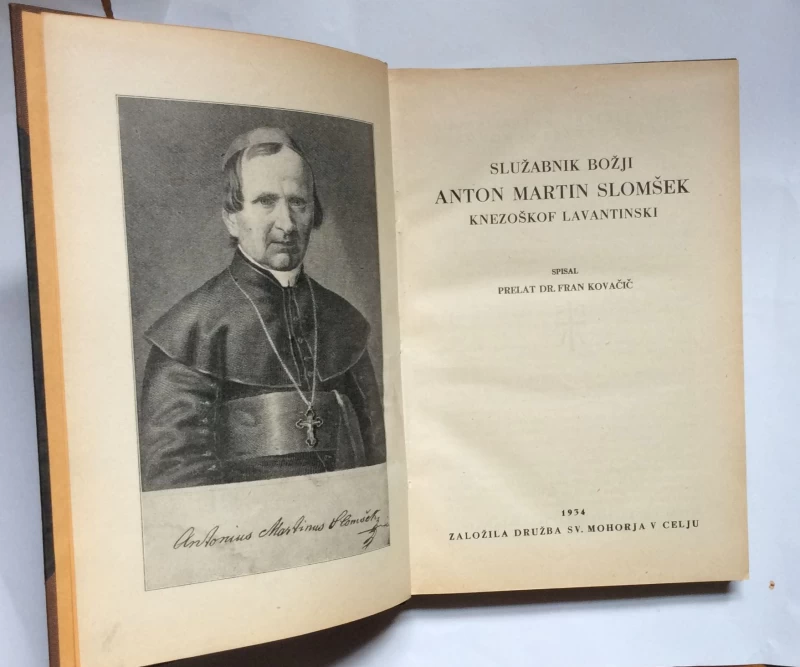 Antonius Martinus Slomšek
SLUŽABNIK BOŽJI
ANTON MARTIN SLOMŠEK
KNEZOŠKOF LAVANTINSKI
SPISAL
PRELAT DR. FRAN KOVAČIČ
1934
ZALOŽILA DRUŽBA SV. MOHORJA V CELJU